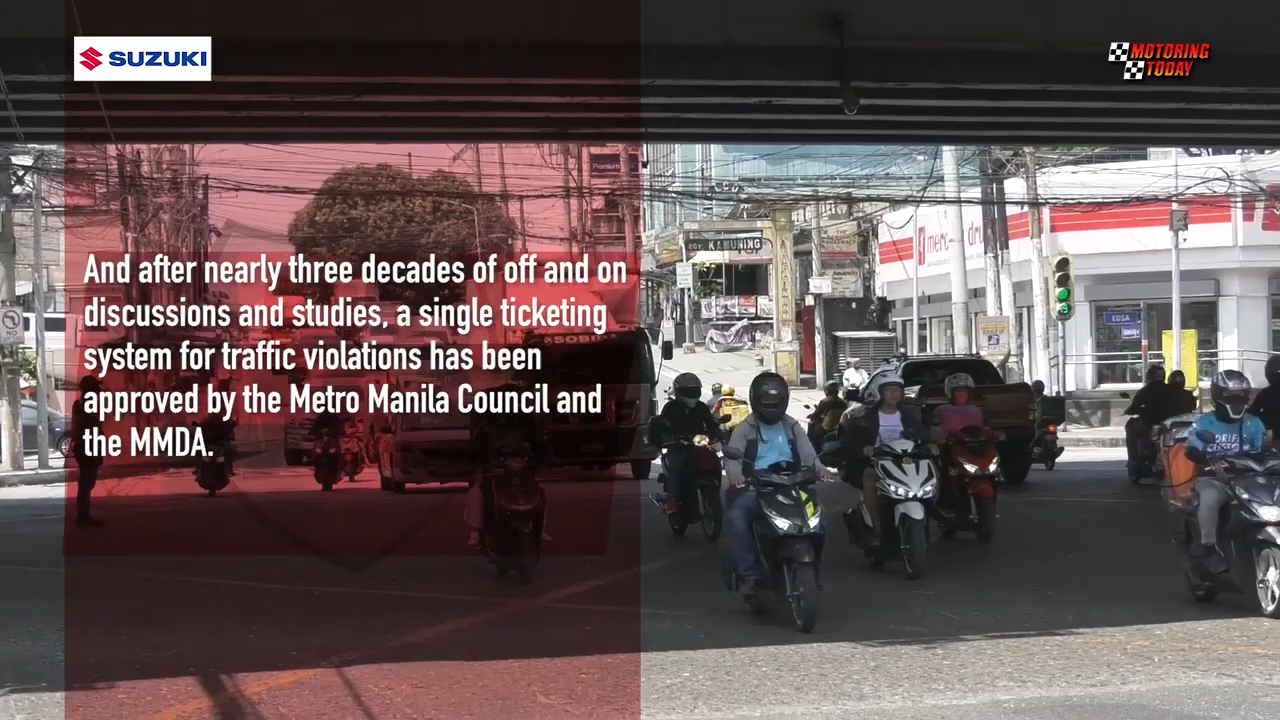 SUZUKI
MOTORING
TODAY
And after nearly three decades of off and on
discussions and studies, a single ticketing
system for traffic violations has been
approved by the Metro Manila Council and
the MMDA.
BGY. KAMUNING
EDSA